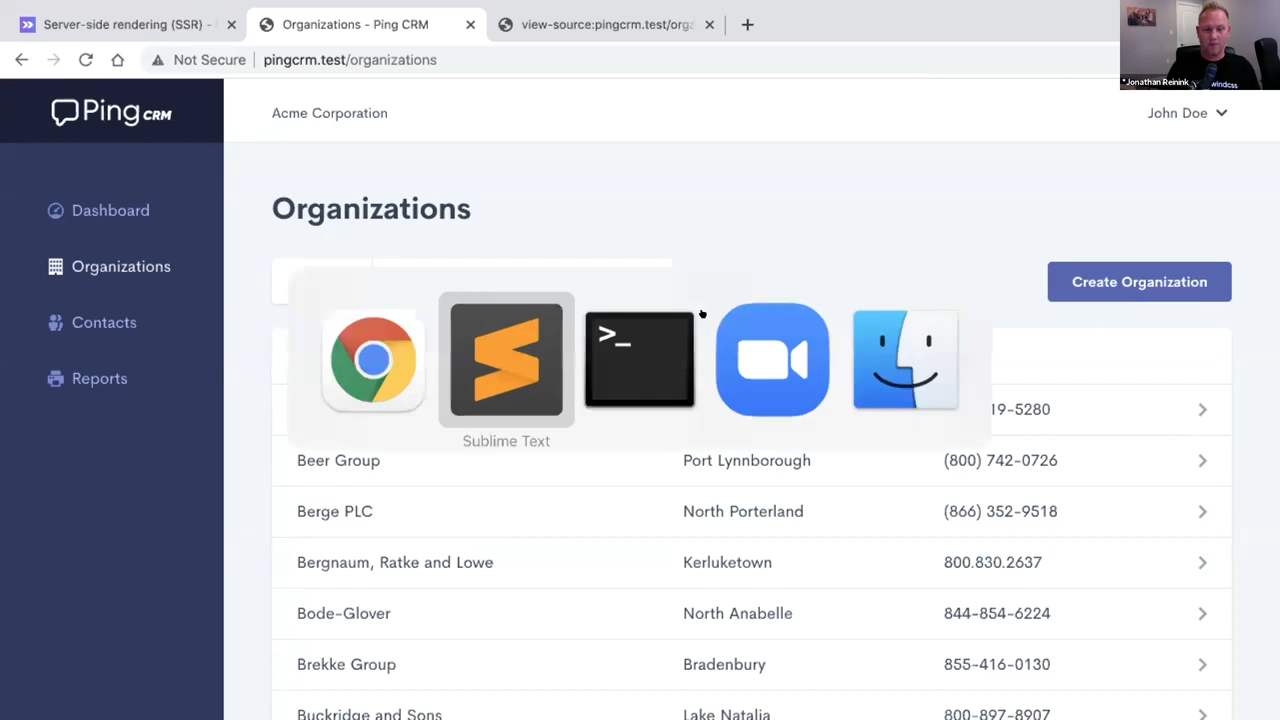 Server-side rendering (SSR) -
Organizations - Ping CRM
view-source:pingcrm.test/orga
Not Secure
pingcrm.test/organizations
*Jonathan Reinink
windcss
Ping CRM
Acme Corporation
John Doe
Dashboard
Organizations
Contacts
Reports
Organizations
Create Organization
>_
Sublime Text
19-5280
Beer Group Port Lynnborough (800) 742-0726
Berge PLC North Porterland (866) 352-9518
Bergnaum, Ratke and Lowe Kerluketown 800.830.2637
Bode-Glover North Anabelle 844-854-6224
Brekke Group Bradenbury 855-416-0130
Buckridge and Sons Lake Natalia 800-897-8907